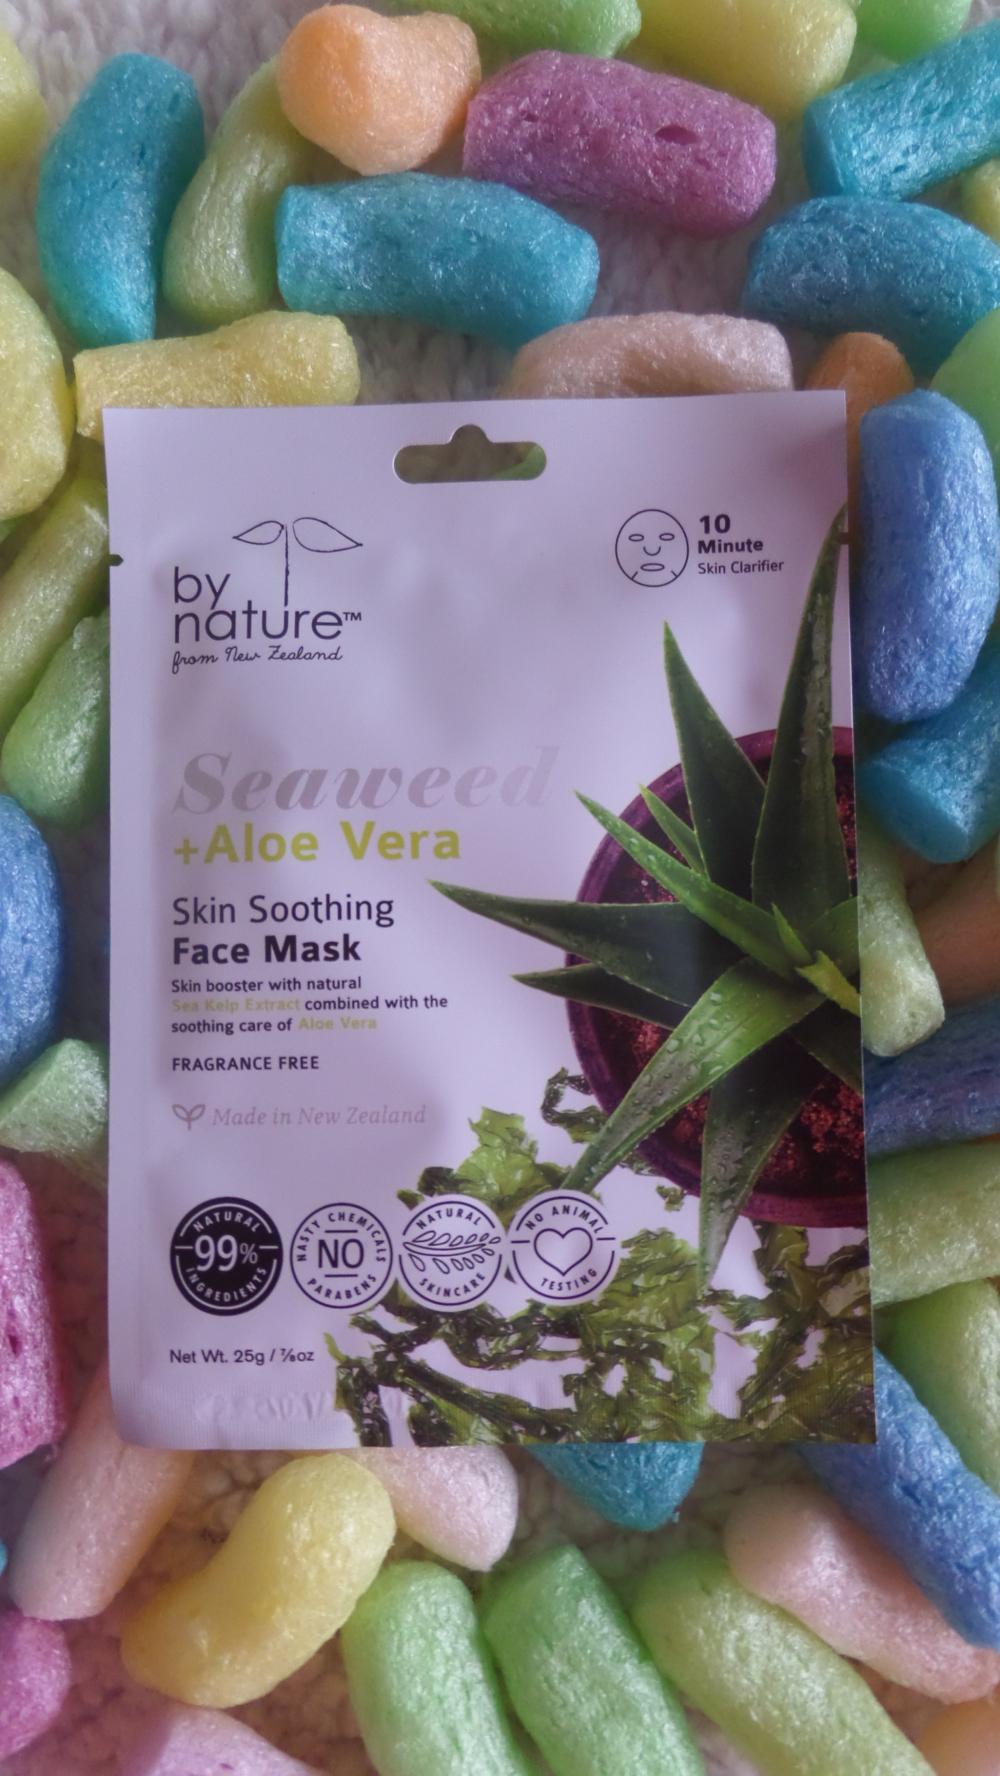 by
nature™
from New Zealand
10
Minute
Skin Clarifier
Seaweed
+Aloe Vera
Skin Soothing
Face Mask
Skin booster with natural
Sea Kelp Extract combined with the
soothing care of Aloe Vera
FRAGRANCE FREE
Made in New Zealand
NATURAL
99%
INGREDIENTS
NASTY CHEMICALS
NO
PARABENS
NATURAL
SKINCARE
NO ANIMAL
TESTING
Net Wt. 25g / ⅞oz